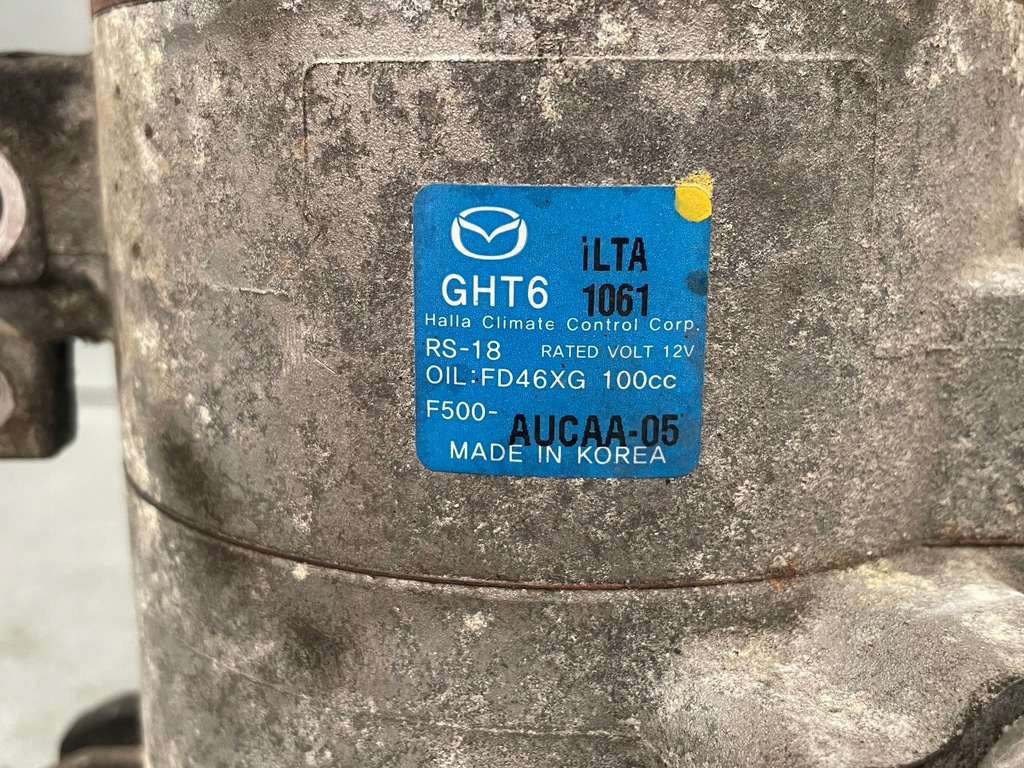 iLTA
GHT6 1061
Halla Climate Control Corp.
RS-18 RATED VOLT 12V
OIL:FD46XG 100cc
F500-AUCAA-05
MADE IN KOREA